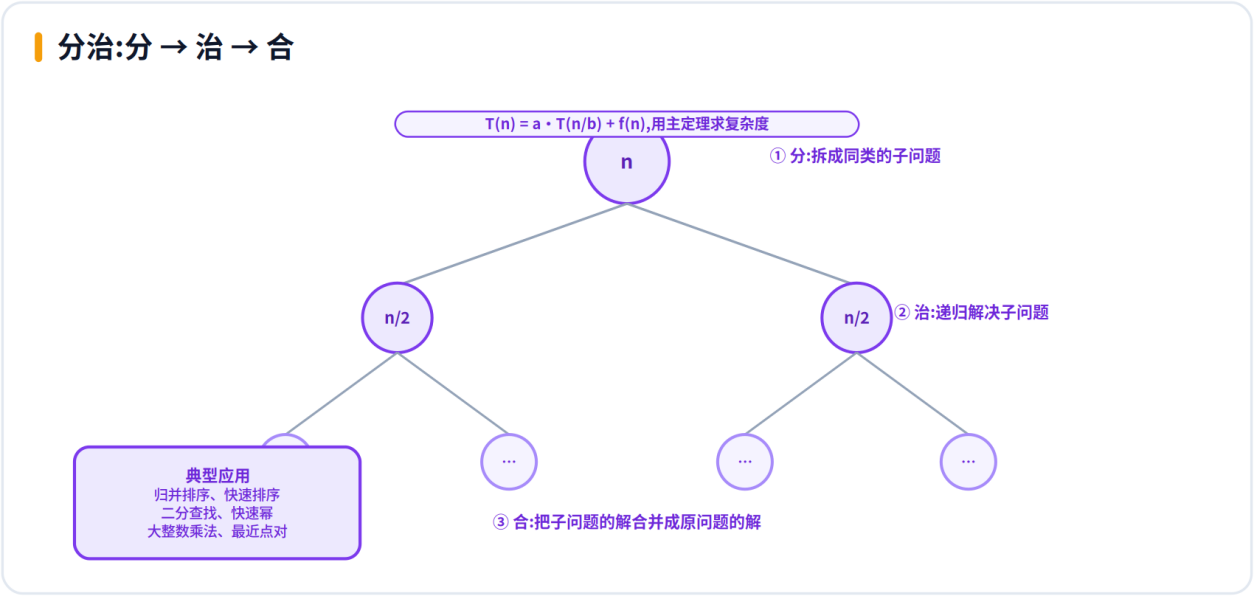 分治:分 → 治 → 合
T(n) = a · T(n/b) + f(n),用主定理求复杂度
n
① 分:拆成同类的子问题
n/2
n/2
② 治:递归解决子问题
…
…
…
典型应用
归并排序、快速排序
二分查找、快速幂
大整数乘法、最近点对
③ 合:把子问题的解合并成原问题的解